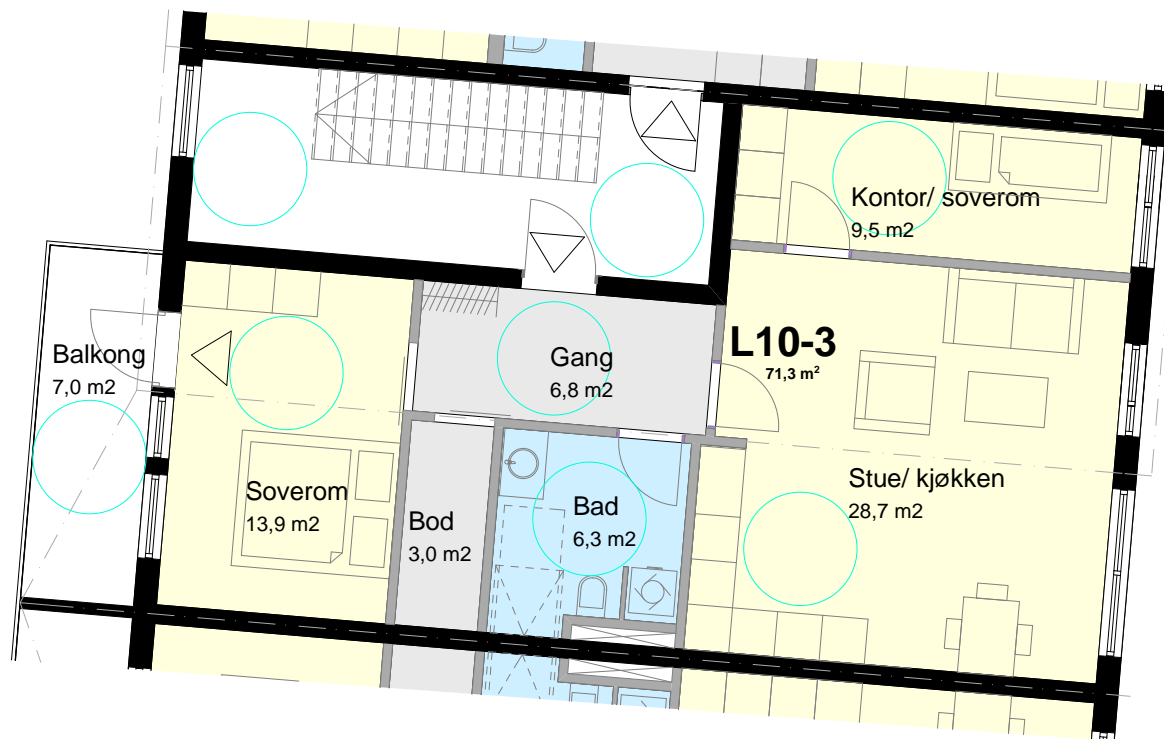 Kontor/ soverom
9,5 m2
L10-3
71,3 m²
Balkong
7,0 m2
Gang
6,8 m2
Stue/ kjøkken
28,7 m2
Soverom
13,9 m2
Bod
3,0 m2
Bad
6,3 m2